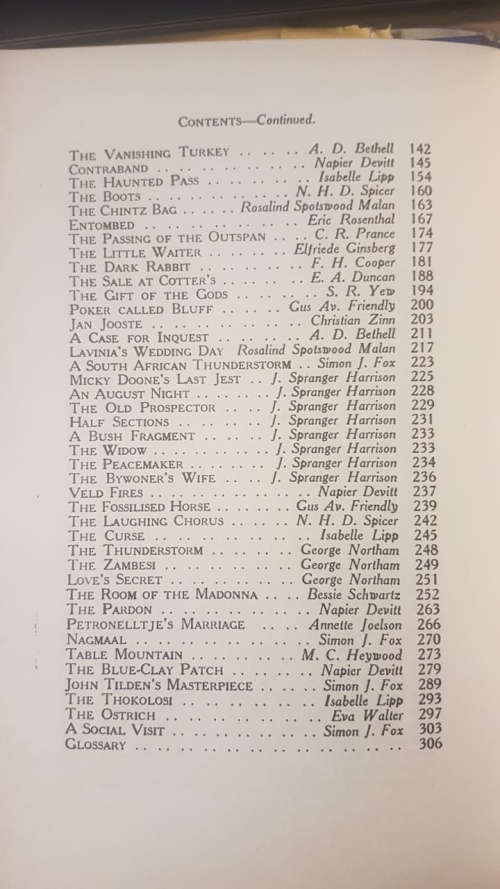 CONTENTS—Continued.
THE VANISHING TURKEY .. .. .. A. D. Bethell 142
CONTRABAND .. .. .. .. .. .. .. Napier Devitt 145
THE HAUNTED PASS .. .. .. .. .. Isabelle Lipp 154
THE BOOTS .. .. .. .. .. .. .. N. H. D. Spicer 160
THE CHINTZ BAG .. .. .. Rosalind Spotswood Malan 163
ENTOMBED .. .. .. .. .. .. .. Eric Rosenthal 167
THE PASSING OF THE OUTSPAN .. .. C. R. Prance 174
THE LITTLE WAITER .. .. .. Elfriede Ginsberg 177
THE DARK RABBIT .. .. .. .. .. F. H. Cooper 181
THE SALE AT COTTER'S .. .. .. .. E. A. Duncan 188
THE GIFT OF THE GODS .. .. .. .. S. R. Yew 194
POKER CALLED BLUFF .. .. .. Gus Av. Friendly 200
JAN JOOSTE .. .. .. .. .. .. .. Christian Zinn 203
A CASE FOR INQUEST .. .. .. .. A. D. Bethell 211
LAVINIA'S WEDDING DAY Rosalind Spotswood Malan 217
A SOUTH AFRICAN THUNDERSTORM .. Simon J. Fox 223
MICKY DOONE'S LAST JEST .. J. Spranger Harrison 225
AN AUGUST NIGHT .. .. .. .. J. Spranger Harrison 228
THE OLD PROSPECTOR .. .. J. Spranger Harrison 229
HALF SECTIONS .. .. .. .. J. Spranger Harrison 231
A BUSH FRAGMENT .. .. .. J. Spranger Harrison 233
THE WIDOW .. .. .. .. .. J. Spranger Harrison 233
THE PEACEMAKER .. .. .. .. J. Spranger Harrison 234
THE BYWONER'S WIFE .. .. J. Spranger Harrison 236
VELD FIRES .. .. .. .. .. .. .. Napier Devitt 237
THE FOSSILISED HORSE .. .. .. .. Gus Av. Friendly 239
THE LAUGHING CHORUS .. .. .. N. H. D. Spicer 242
THE CURSE .. .. .. .. .. .. .. Isabelle Lipp 245
THE THUNDERSTORM .. .. .. .. George Northam 248
THE ZAMBESI .. .. .. .. .. .. George Northam 249
LOVE'S SECRET .. .. .. .. .. George Northam 251
THE ROOM OF THE MADONNA .. .. Bessie Schwartz 252
THE PARDON .. .. .. .. .. .. .. Napier Devitt 263
PETRONELLTJE'S MARRIAGE .. .. Annette Joelson 266
NAGMAAL .. .. .. .. .. .. .. .. Simon J. Fox 270
TABLE MOUNTAIN .. .. .. .. .. M. C. Heywood 273
THE BLUE-CLAY PATCH .. .. .. .. Napier Devitt 279
JOHN TILDEN'S MASTERPIECE .. .. .. Simon J. Fox 289
THE THOKOLOSI .. .. .. .. .. .. Isabelle Lipp 293
THE OSTRICH .. .. .. .. .. .. .. Eva Walter 297
A SOCIAL VISIT .. .. .. .. .. .. Simon J. Fox 303
GLOSSARY .. .. .. .. .. .. .. .. .. .. .. .. 306